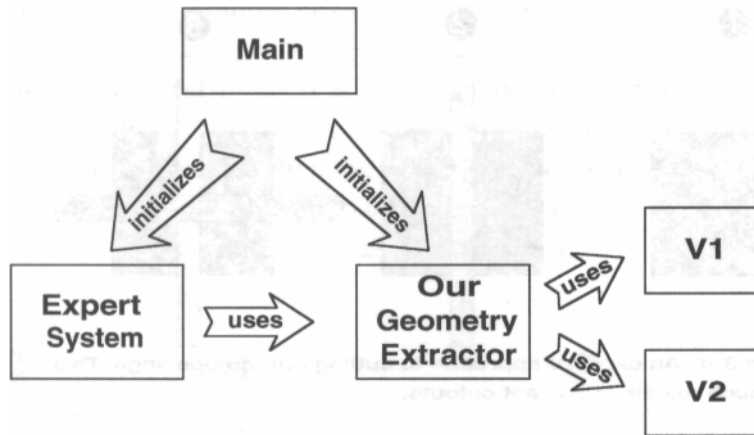 Main
initializes
initializes
V1
uses
Expert
System
uses
Our
Geometry
Extractor
uses
V2